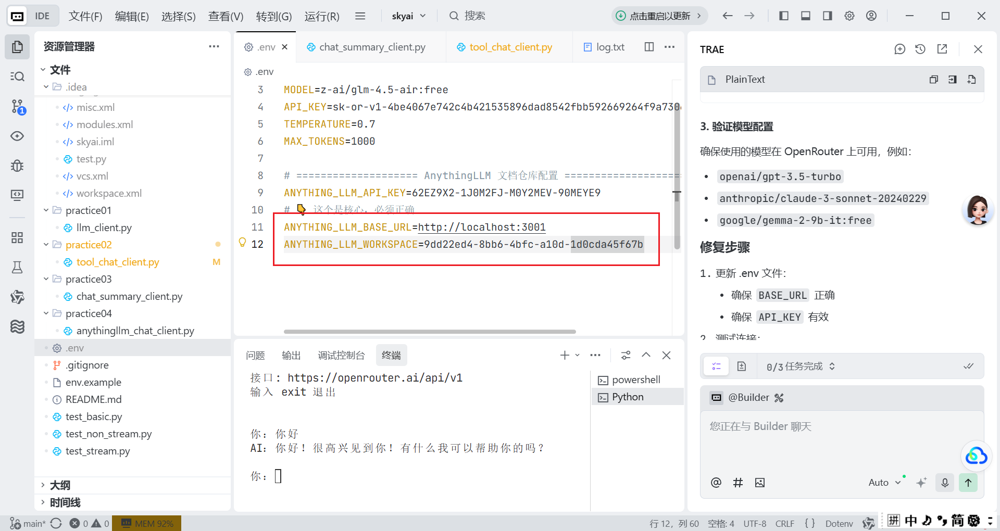 IDE 文件(F) 编辑(E) 选择(S) 查看(V) 转到(G) 运行(R) skyai 搜索 点击重启以更新
资源管理器
文件
.idea
misc.xml
modules.xml
skyai.iml
test.py
vcs.xml
workspace.xml
practice01
llm_client.py
practice02
tool_chat_client.py M
practice03
chat_summary_client.py
practice04
anythingllm_chat_client.py
.env
.gitignore
env.example
README.md
test_basic.py
test_non_stream.py
test_stream.py
大纲
时间线
1
.env chat_summary_client.py tool_chat_client.py log.txt
.env
3 MODEL=z-ai/glm-4.5-air:free
4 API_KEY=sk-or-v1-4be4067e742c4b421535896dad8542fbb592669264f9a730
5 TEMPERATURE=0.7
6 MAX_TOKENS=1000
7
8 # ==================== AnythingLLM 文档仓库配置 ===================
9 ANYTHING_LLM_API_KEY=62EZ9X2-1J0M2FJ-M0Y2MEV-90MEYE9
10 # 👇 这个是核心，必须正确
11 ANYTHING_LLM_BASE_URL=http://localhost:3001
12 ANYTHING_LLM_WORKSPACE=9dd22ed4-8bb6-4bfc-a10d-1d0cda45f67b
问题 输出 调试控制台 终端
接口: https://openrouter.ai/api/v1
输入 exit 退出
你: 你好
AI: 你好！很高兴见到你！有什么我可以帮助你的吗？
你:
powershell
Python
TRAE
PlainText
3. 验证模型配置
确保使用的模型在 OpenRouter 上可用，例如：
• openai/gpt-3.5-turbo
• anthropic/claude-3-sonnet-20240229
• google/gemma-2-9b-it:free
修复步骤
1. 更新 .env 文件：
• 确保 BASE_URL 正确
• 确保 API_KEY 有效
2. 测试连接：
0/3 任务完成
@Builder
您正在与 Builder 聊天
Auto
main* 0 0 MEM 92% 行 12，列 60 空格: 4 UTF-8 CRLF { } Dotenv 拼 中 简